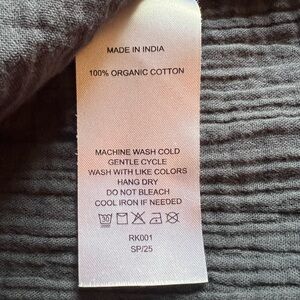 MADE IN INDIA
100% ORGANIC COTTON
MACHINE WASH COLD
GENTLE CYCLE
WASH WITH LIKE COLORS
HANG DRY
DO NOT BLEACH
COOL IRON IF NEEDED
30
RK001
SP/25